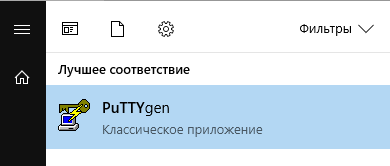 Фильтры
Лучшее соответствие
PuTTYgen
Классическое приложение